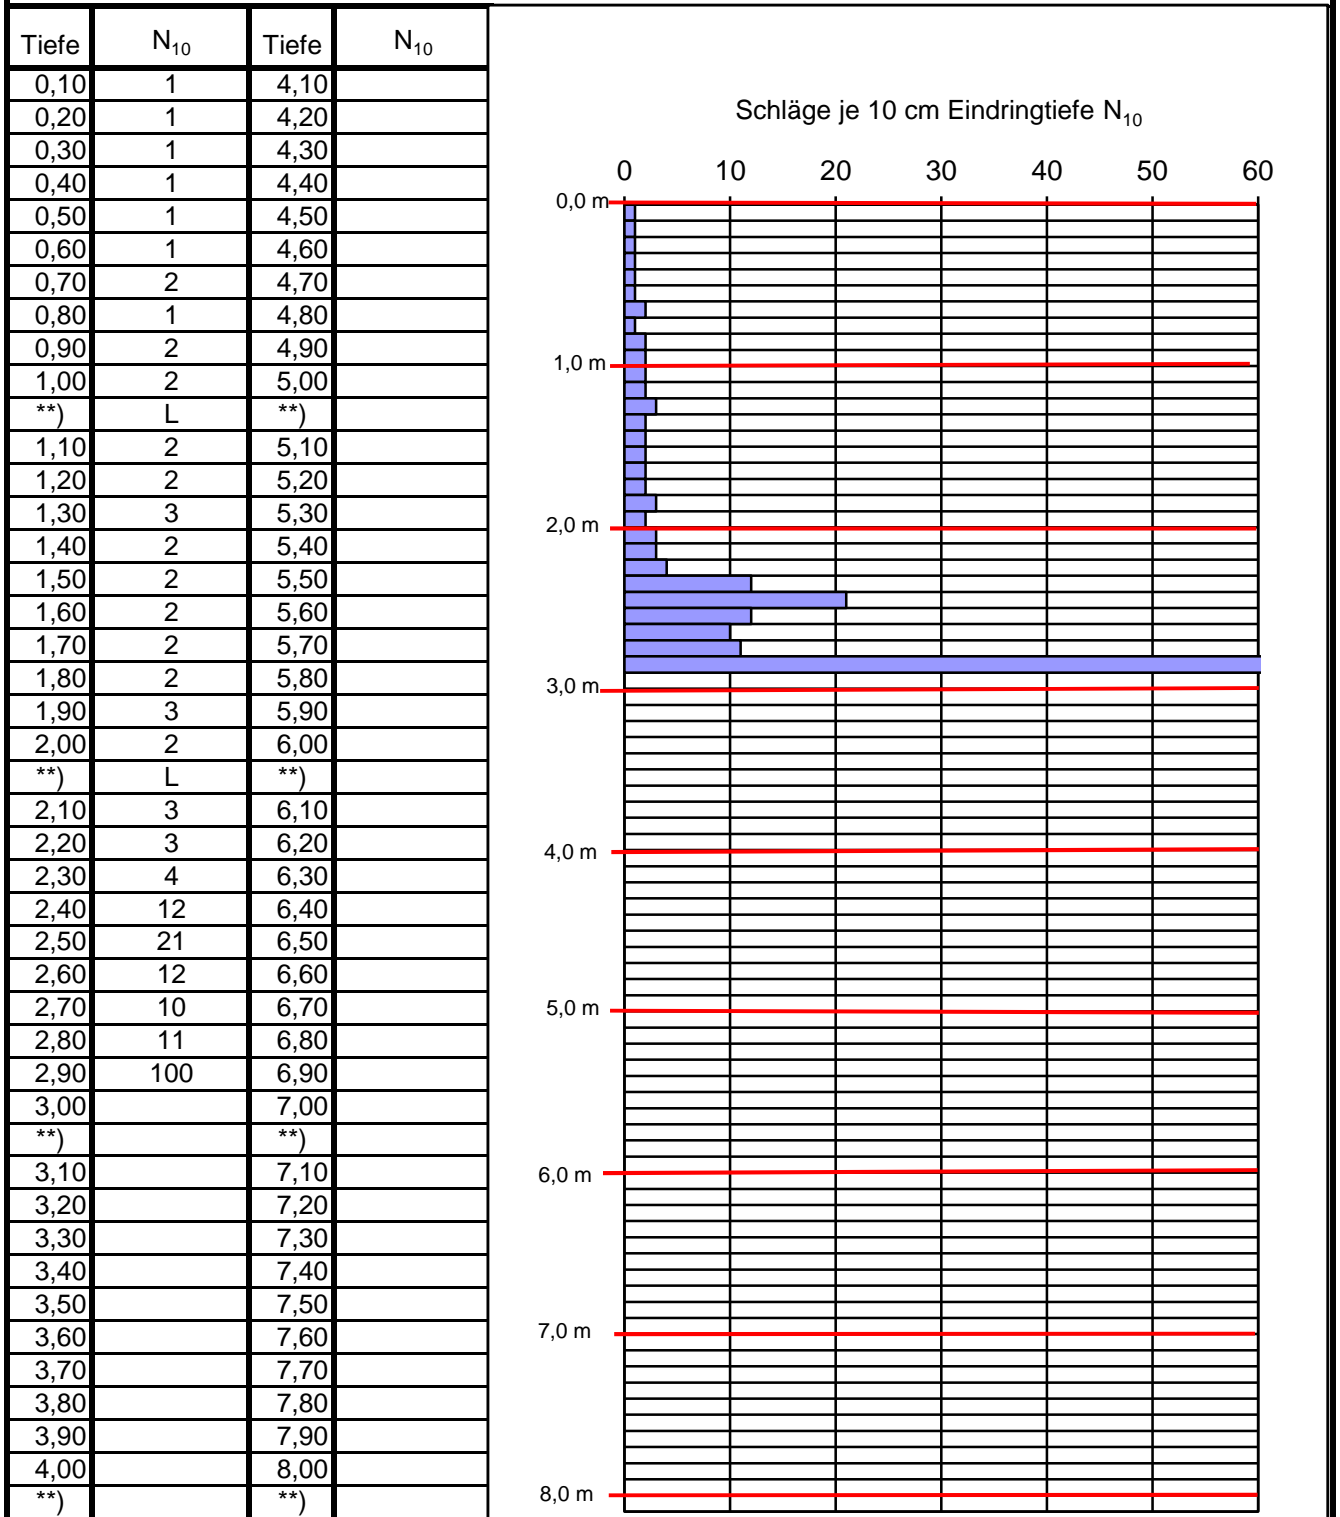 Tiefe N10 Tiefe N10
0,10 1 4,10
0,20 1 4,20
0,30 1 4,30
0,40 1 4,40
0,50 1 4,50
0,60 1 4,60
0,70 2 4,70
0,80 1 4,80
0,90 2 4,90
1,00 2 5,00
**) L **)
1,10 2 5,10
1,20 2 5,20
1,30 3 5,30
1,40 2 5,40
1,50 2 5,50
1,60 2 5,60
1,70 2 5,70
1,80 2 5,80
1,90 3 5,90
2,00 2 6,00
**) L **)
2,10 3 6,10
2,20 3 6,20
2,30 4 6,30
2,40 12 6,40
2,50 21 6,50
2,60 12 6,60
2,70 10 6,70
2,80 11 6,80
2,90 100 6,90
3,00 7,00
**) **)
3,10 7,10
3,20 7,20
3,30 7,30
3,40 7,40
3,50 7,50
3,60 7,60
3,70 7,70
3,80 7,80
3,90 7,90
4,00 8,00
**) **)
Schläge je 10 cm Eindringtiefe N10
0 10 20 30 40 50 60
0,0 m
1,0 m
2,0 m
3,0 m
4,0 m
5,0 m
6,0 m
7,0 m
8,0 m